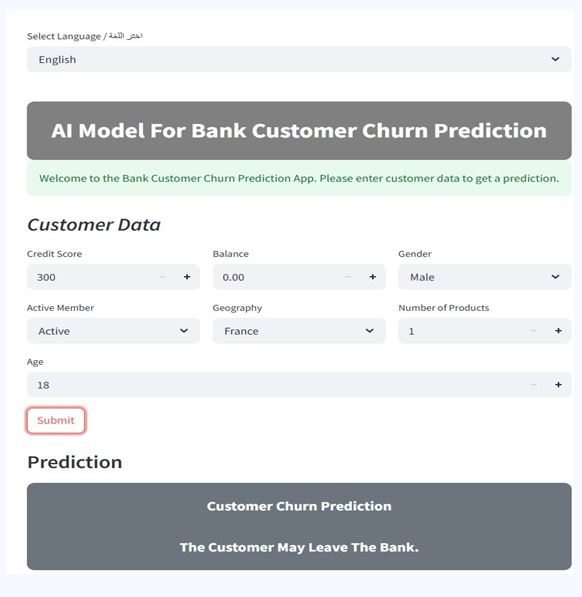 Select Language / اختر اللغة
English
AI Model For Bank Customer Churn Prediction
Welcome to the Bank Customer Churn Prediction App. Please enter customer data to get a prediction.
Customer Data
Credit Score Balance Gender
300 − + 0.00 − + Male
Active Member Geography Number of Products
Active France 1 − +
Age
18 − +
Submit
Prediction
Customer Churn Prediction
The Customer May Leave The Bank.